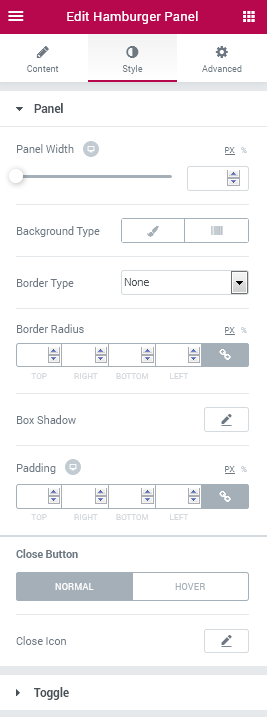 Edit Hamburger Panel
Content Style Advanced
Panel
Panel Width PX %
Background Type
Border Type None
Border Radius PX %
TOP RIGHT BOTTOM LEFT
Box Shadow
Padding PX %
TOP RIGHT BOTTOM LEFT
Close Button
NORMAL HOVER
Close Icon
Toggle